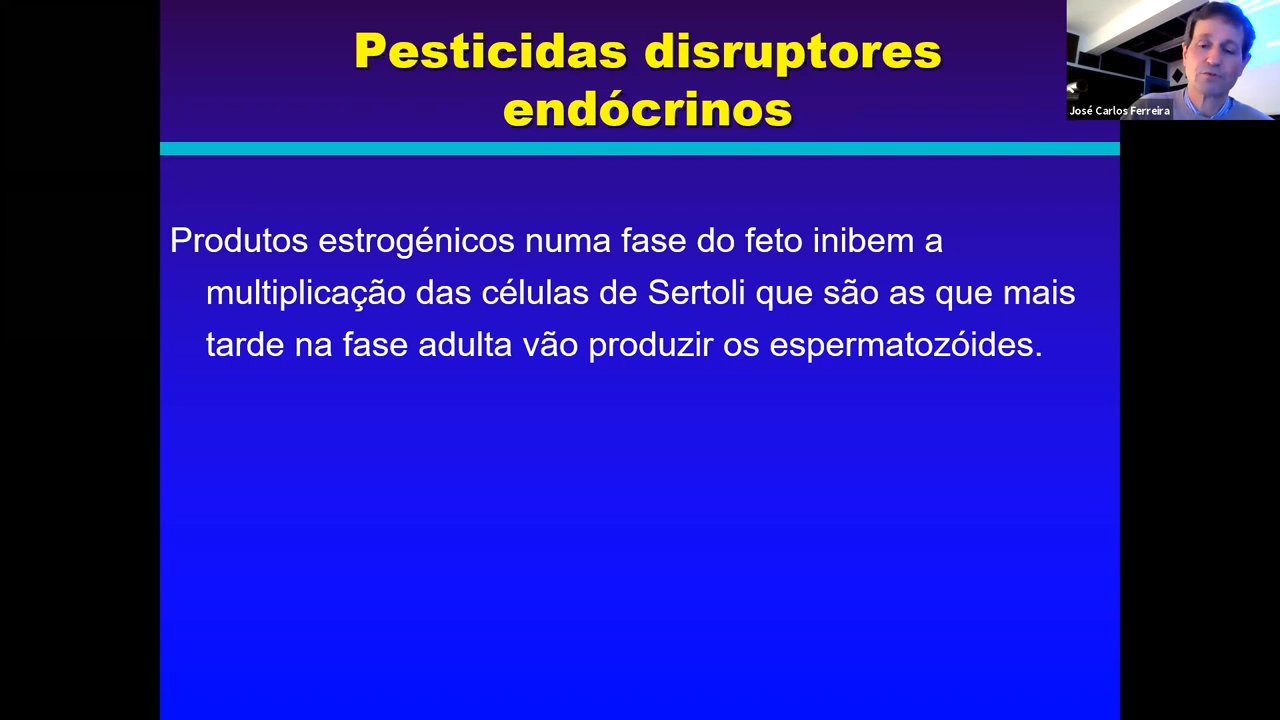 Pesticidas disruptores
endócrinos
José Carlos Ferreira
Produtos estrogénicos numa fase do feto inibem a
multiplicação das células de Sertoli que são as que mais
tarde na fase adulta vão produzir os espermatozóides.